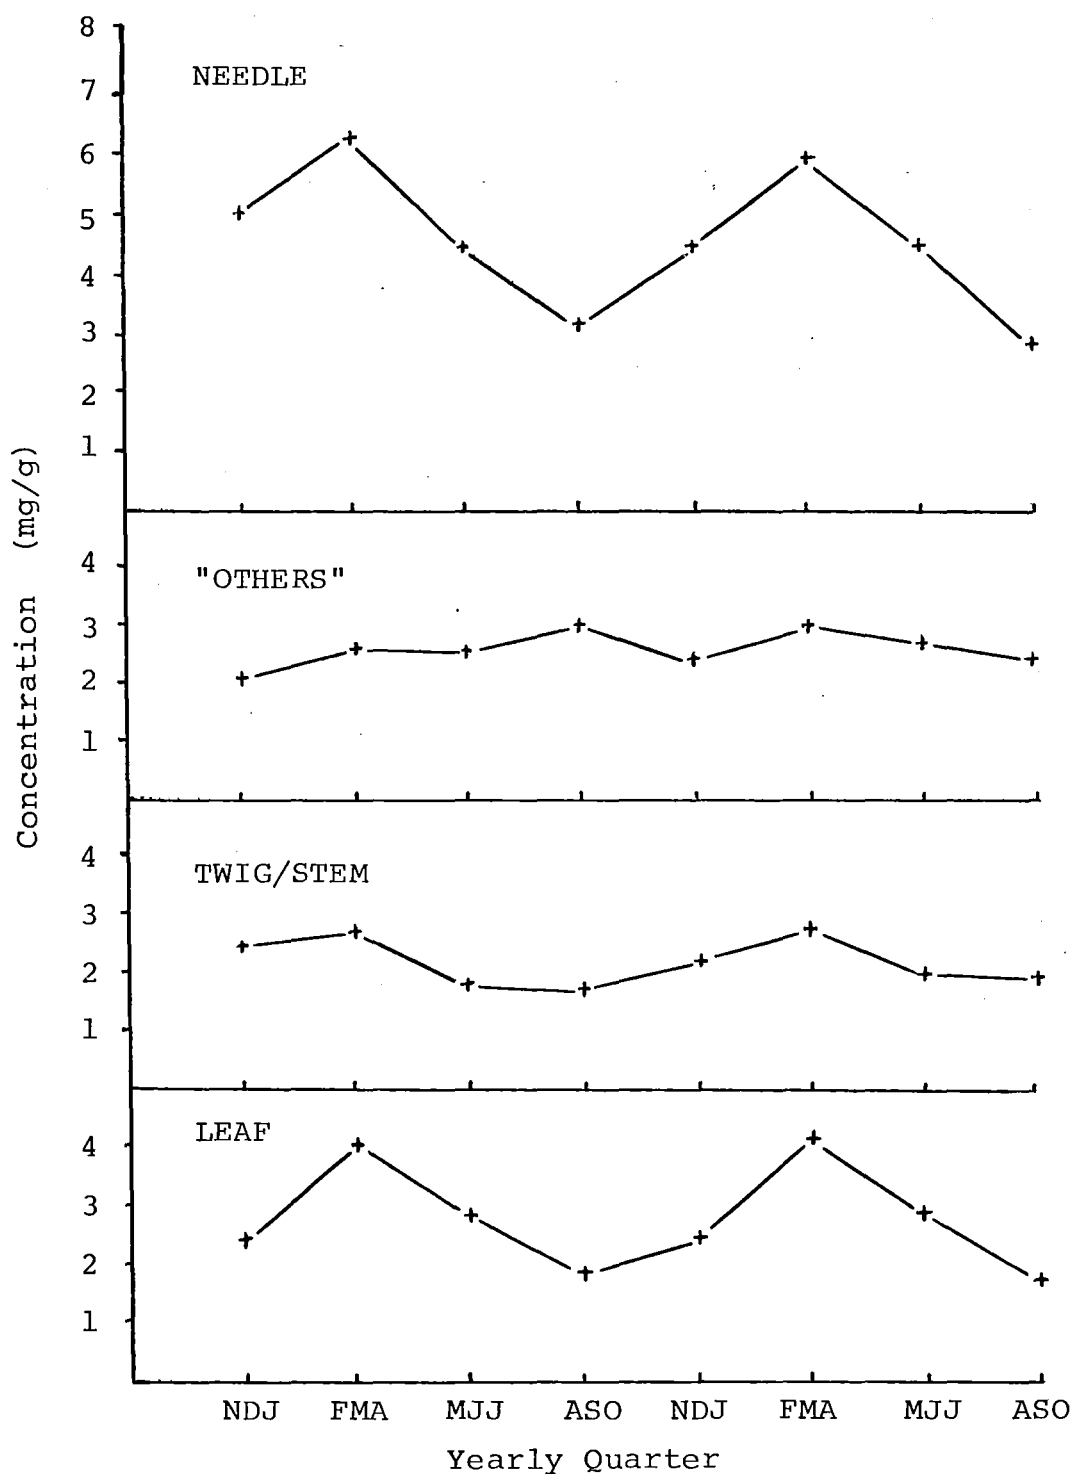 8
NEEDLE
7
6
5
4
3
2
1
Concentration (mg/g)
4
"OTHERS"
3
2
1
4
TWIG/STEM
3
2
1
LEAF
4
3
2
1
NDJ FMA MJJ ASO NDJ FMA MJJ ASO
Yearly Quarter